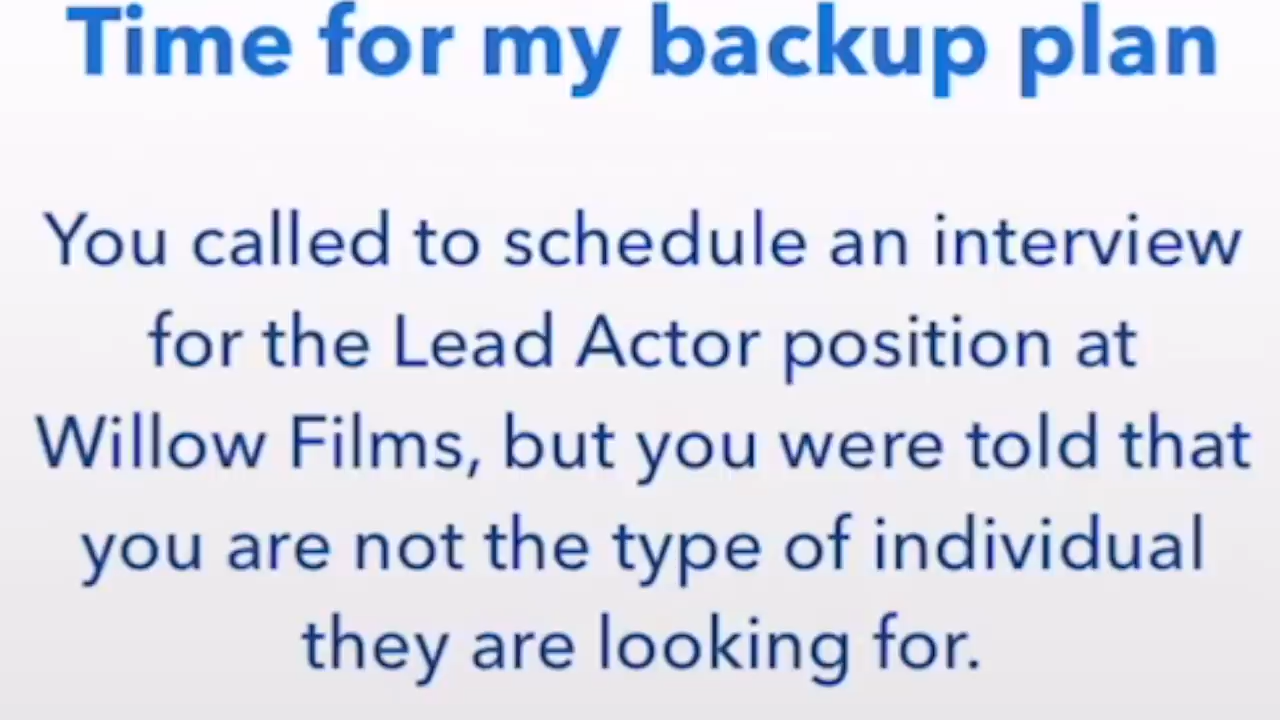 Time for my backup plan
You called to schedule an interview
for the Lead Actor position at
Willow Films, but you were told that
you are not the type of individual
they are looking for.